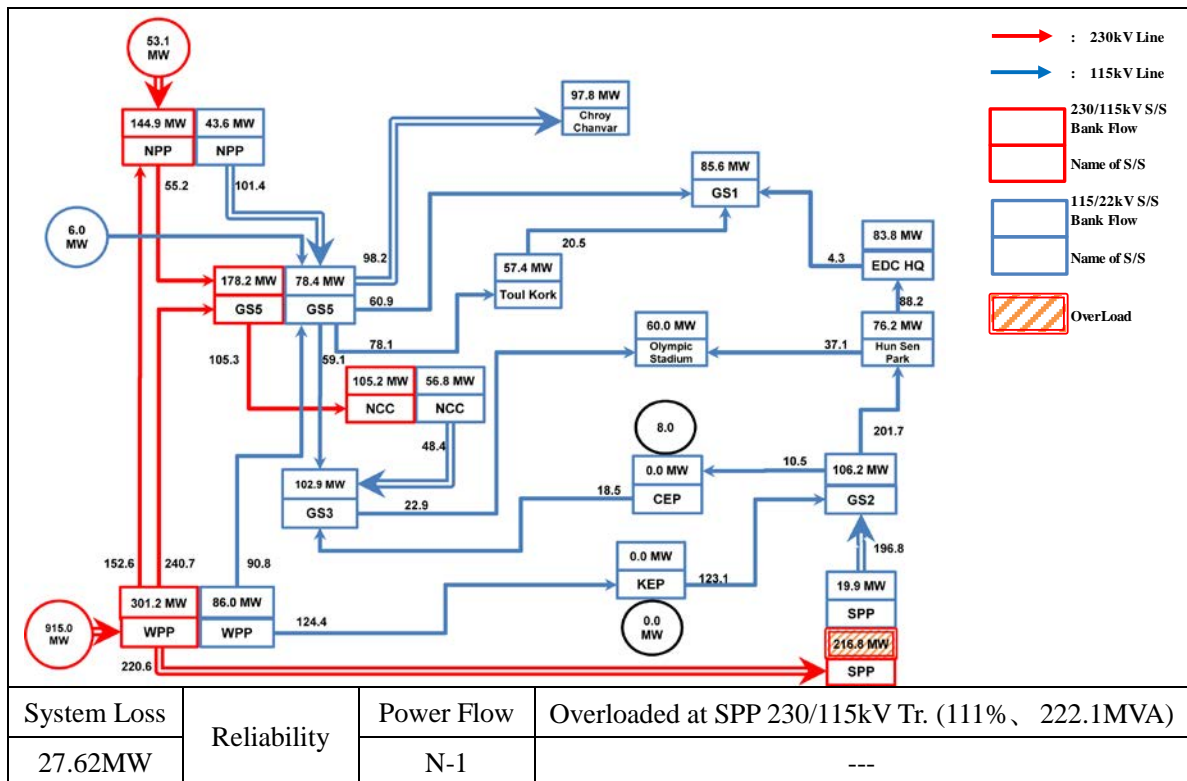 53.1
MW
144.9 MW
43.6 MW
NPP
NPP
55.2
101.4
97.8 MW
Chroy
Chanvar
85.6 MW
GS1
6.0
MW
98.2
20.5
57.4 MW
Toul Kork
4.3
83.8 MW
EDC HQ
88.2
178.2 MW
78.4 MW
GS5
GS5
60.9
78.1
59.1
105.3
60.0 MW
Olympic
Stadium
37.1
76.2 MW
Hun Sen
Park
105.2 MW
56.8 MW
NCC
NCC
48.4
201.7
8.0
102.9 MW
GS3
22.9
18.5
0.0 MW
CEP
10.5
106.2 MW
GS2
196.8
152.6
240.7
90.8
0.0 MW
KEP
123.1
0.0
MW
19.9 MW
SPP
216.8 MW
SPP
915.0
MW
301.2 MW
86.0 MW
WPP
WPP
124.4
220.6
: 230kV Line
: 115kV Line
230/115kV S/S
Bank Flow
Name of S/S
115/22kV S/S
Bank Flow
Name of S/S
OverLoad
System Loss
27.62MW
Reliability
Power Flow
Overloaded at SPP 230/115kV Tr. (111%、 222.1MVA)
N-1
---